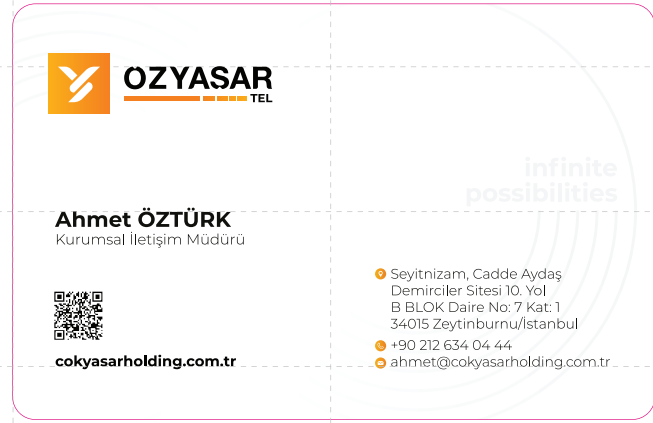 ÖZYAŞAR
TEL
infinite
possibilities
Ahmet ÖZTÜRK
Kurumsal İletişim Müdürü
Seyitnizam, Cadde Aydaş
Demirciler Sitesi 10. Yol
B BLOK Daire No: 7 Kat: 1
34015 Zeytinburnu/İstanbul
+90 212 634 04 44
ahmet@cokyasarholding.com.tr
cokyasarholding.com.tr